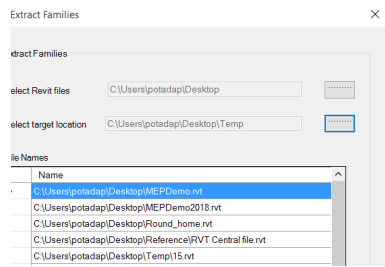 Extract Families
xtract Families
elect Revit files C:\Users\potadap\Desktop ........
elect target location C:\Users\potadap\Desktop\Temp ........
ile Names
Name
C:\Users\potadap\Desktop\MEPDemo.rvt
C:\Users\potadap\Desktop\MEPDemo2018.rvt
C:\Users\potadap\Desktop\Round_home.rvt
C:\Users\potadap\Desktop\Reference\RVT Central file.rvt
C:\Users\potadap\Desktop\Temp\15.rvt